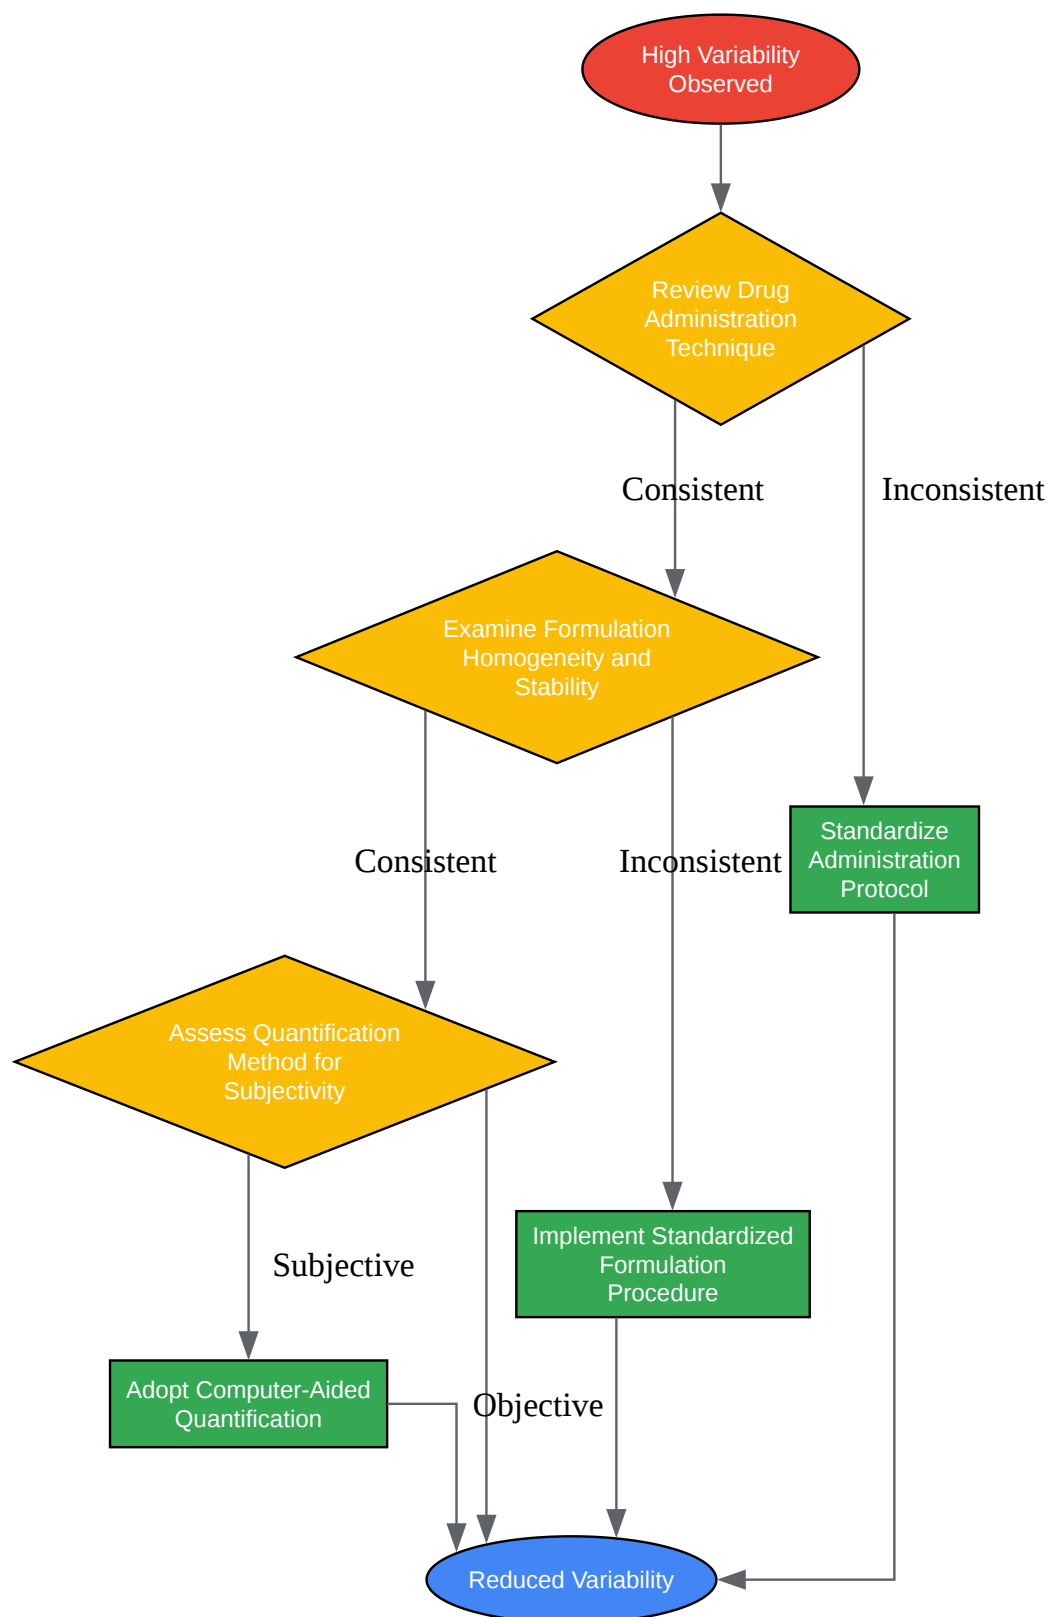 High Variability
Observed
Review Drug
Administration
Technique
Consistent
Inconsistent
Examine Formulation
Homogeneity and
Stability
Consistent
Inconsistent
Standardize
Administration
Protocol
Assess Quantification
Method for
Subjectivity
Subjective
Implement Standardized
Formulation
Procedure
Adopt Computer-Aided
Quantification
Objective
Reduced Variability